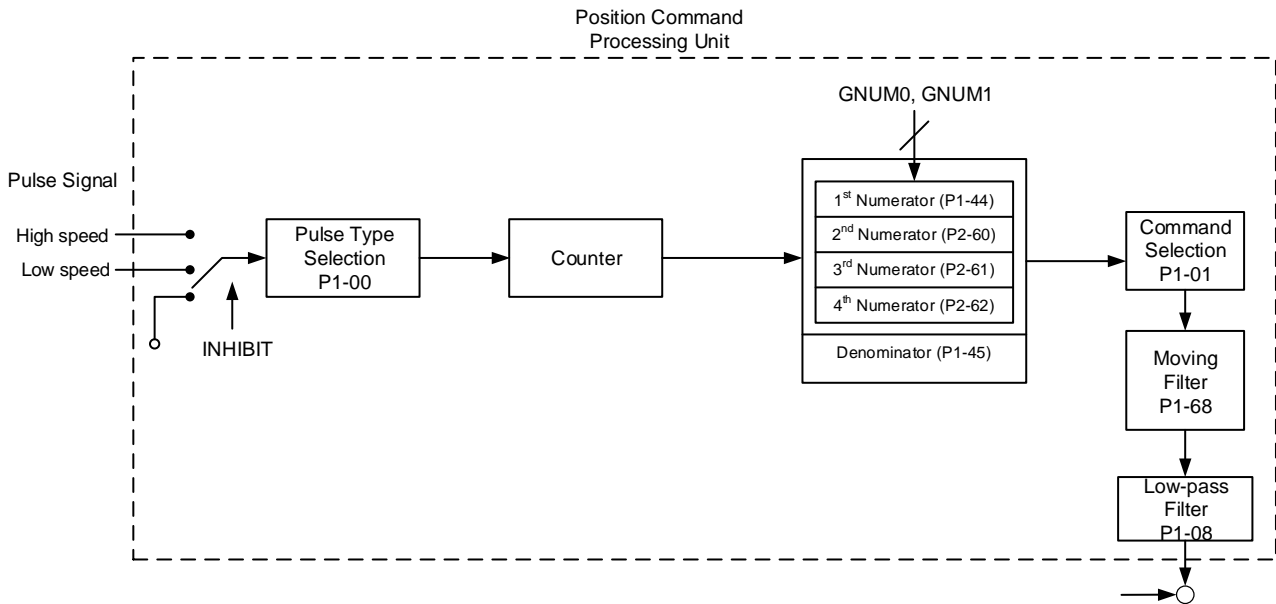 Position Command
Processing Unit
GNUM0, GNUM1
Pulse Signal
High speed
Low speed
INHIBIT
Pulse Type
Selection
P1-00
Counter
1st Numerator (P1-44)
2nd Numerator (P2-60)
3rd Numerator (P2-61)
4th Numerator (P2-62)
Denominator (P1-45)
Command
Selection
P1-01
Moving
Filter
P1-68
Low-pass
Filter
P1-08